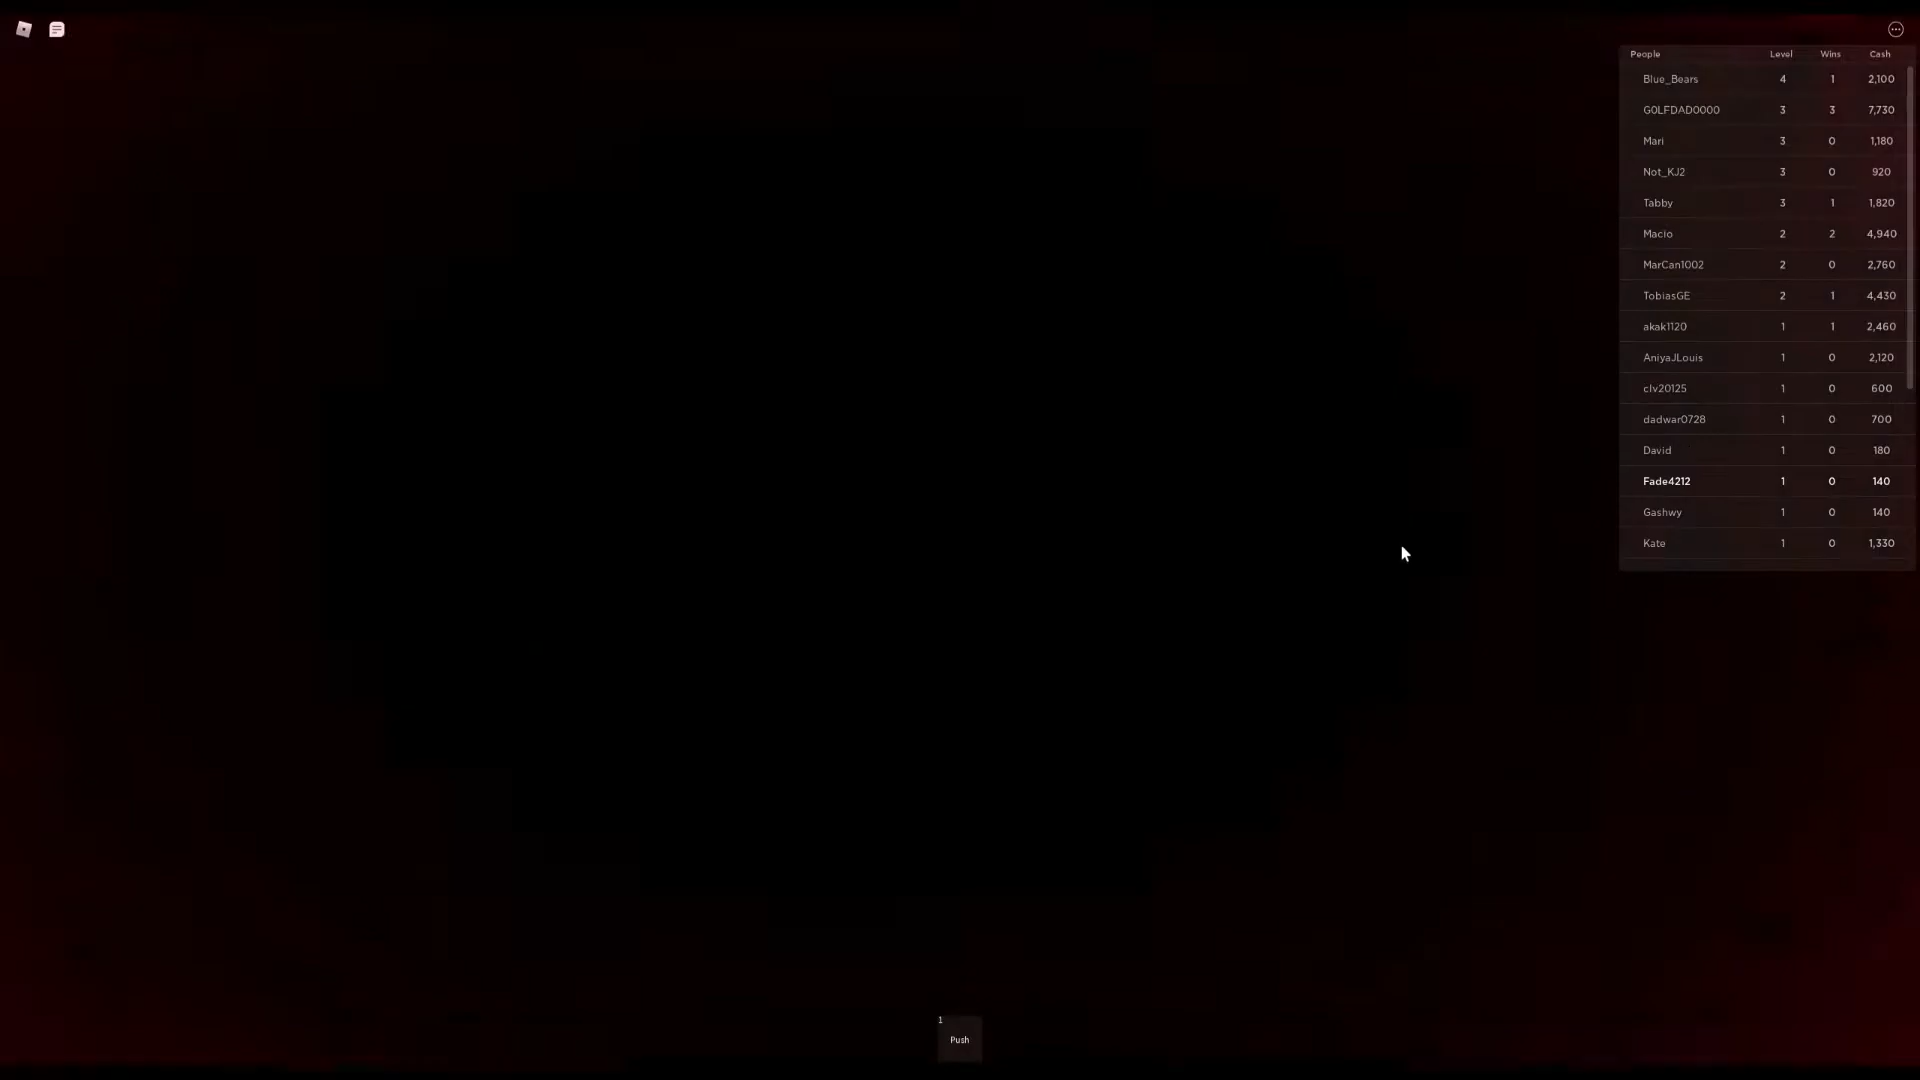 People Level Wins Cash
Blue_Bears 4 1 2,100
G0LFDAD0000 3 3 7,730
Mari 3 0 1,180
Not_KJ2 3 0 920
Tabby 3 1 1,820
Macio 2 2 4,940
MarCan1002 2 0 2,760
TobiasGE 2 1 4,430
akak1120 1 1 2,460
AniyaJLouis 1 0 2,120
clv20125 1 0 600
dadwar0728 1 0 700
David 1 0 180
Fade4212 1 0 140
Gashwy 1 0 140
Kate 1 0 1,330
1
Push